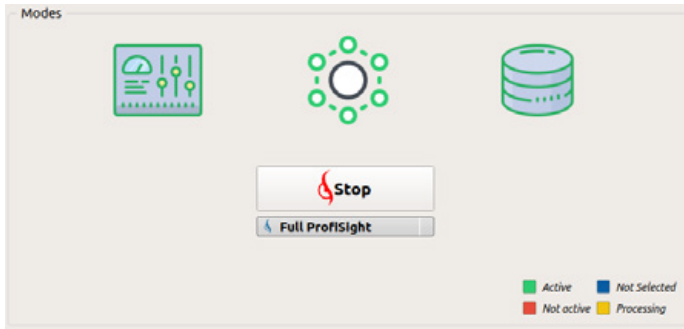 Modes
Stop
Full ProfiSight
Active
Not Selected
Not active
Processing